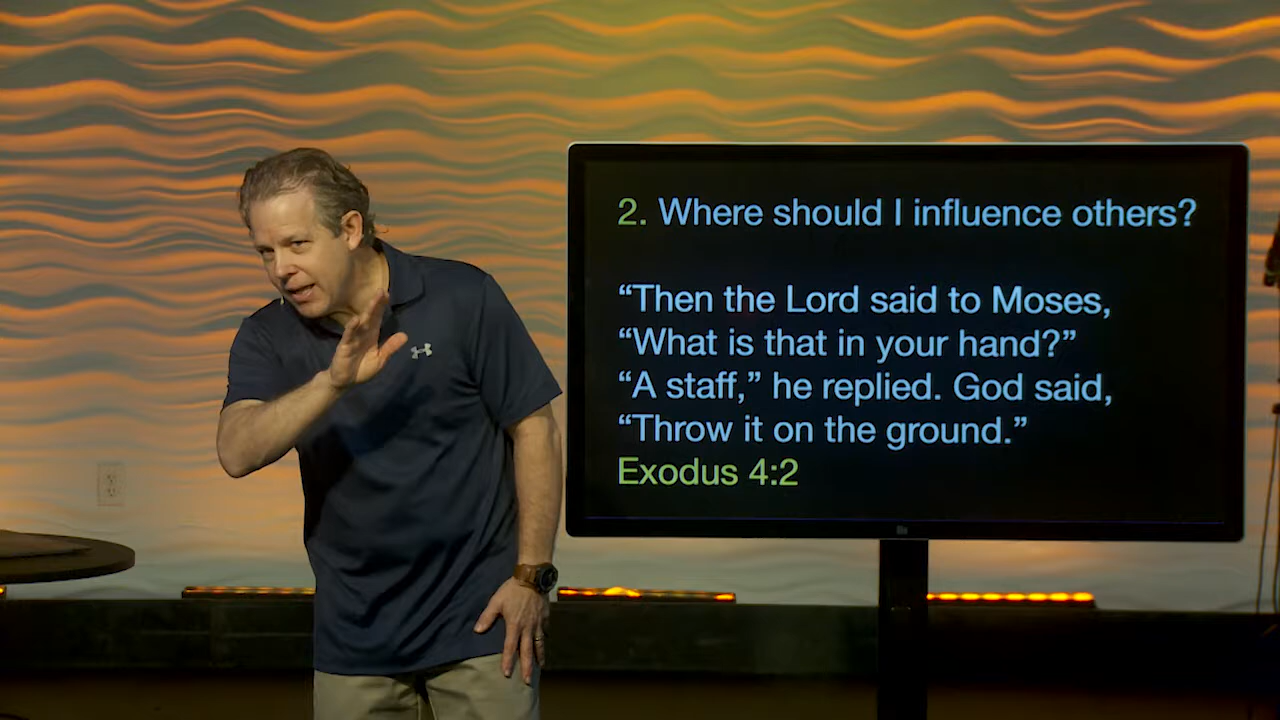 2. Where should I influence others?
“Then the Lord said to Moses,
“What is that in your hand?”
“A staff,” he replied. God said,
“Throw it on the ground.”
Exodus 4:2